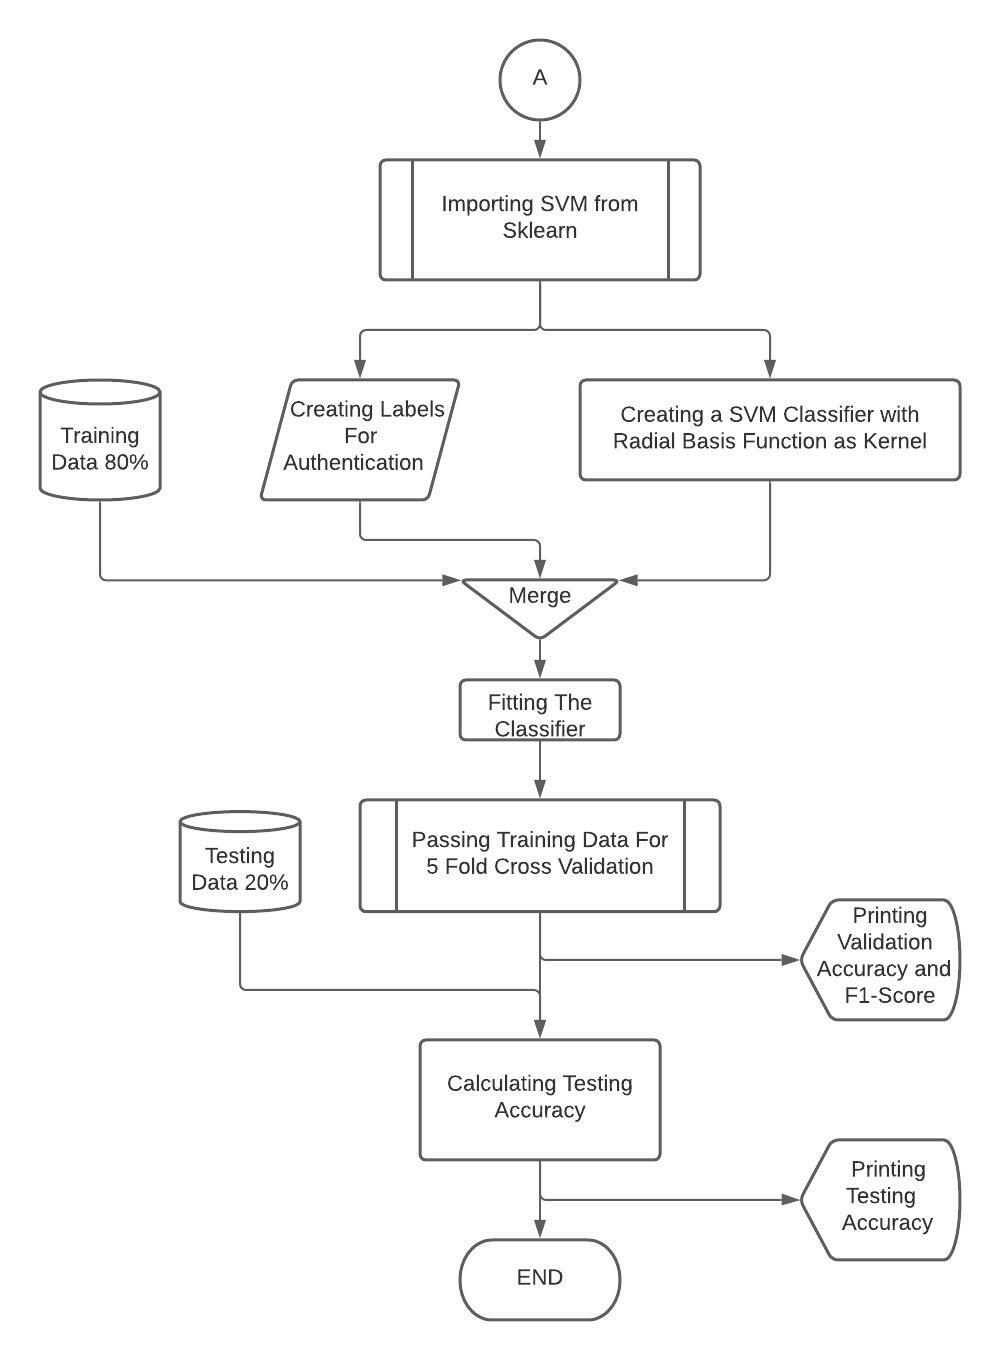 A
Importing SVM from
Sklearn
Training
Data 80%
Creating Labels
For
Authentication
Creating a SVM Classifier with
Radial Basis Function as Kernel
Merge
Fitting The
Classifier
Testing
Data 20%
Passing Training Data For
5 Fold Cross Validation
Printing
Validation
Accuracy and
F1-Score
Calculating Testing
Accuracy
Printing
Testing
Accuracy
END